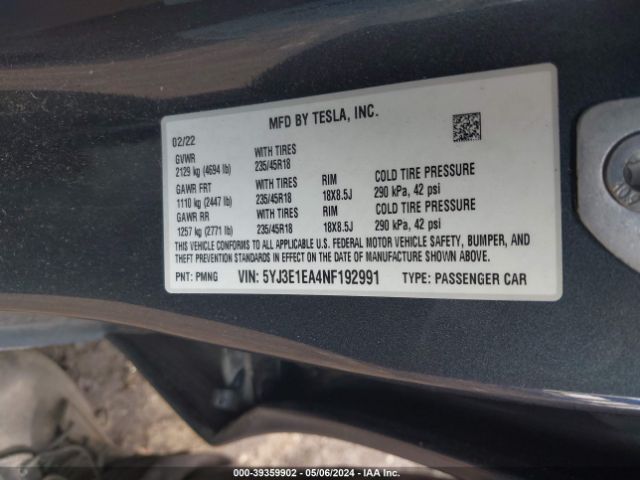 MFD BY TESLA, INC.
02/22
GVWR WITH TIRES
2129 kg (4694 lb) 235/45R18
GAWR FRT WITH TIRES RIM COLD TIRE PRESSURE
1110 kg (2447 lb) 235/45R18 18X8.5J 290 kPa, 42 psi
GAWR RR WITH TIRES RIM COLD TIRE PRESSURE
1257 kg (2771 lb) 235/45R18 18X8.5J 290 kPa, 42 psi
THIS VEHICLE CONFORMS TO ALL APPLICABLE U.S. FEDERAL MOTOR VEHICLE SAFETY, BUMPER, AND
THEFT PREVENTION STANDARDS IN EFFECT ON THE DATE OF MANUFACTURE SHOWN ABOVE.
PNT: PMNG VIN: 5YJ3E1EA4NF192991 TYPE: PASSENGER CAR
000-39359902 - 05/06/2024 - IAA Inc.